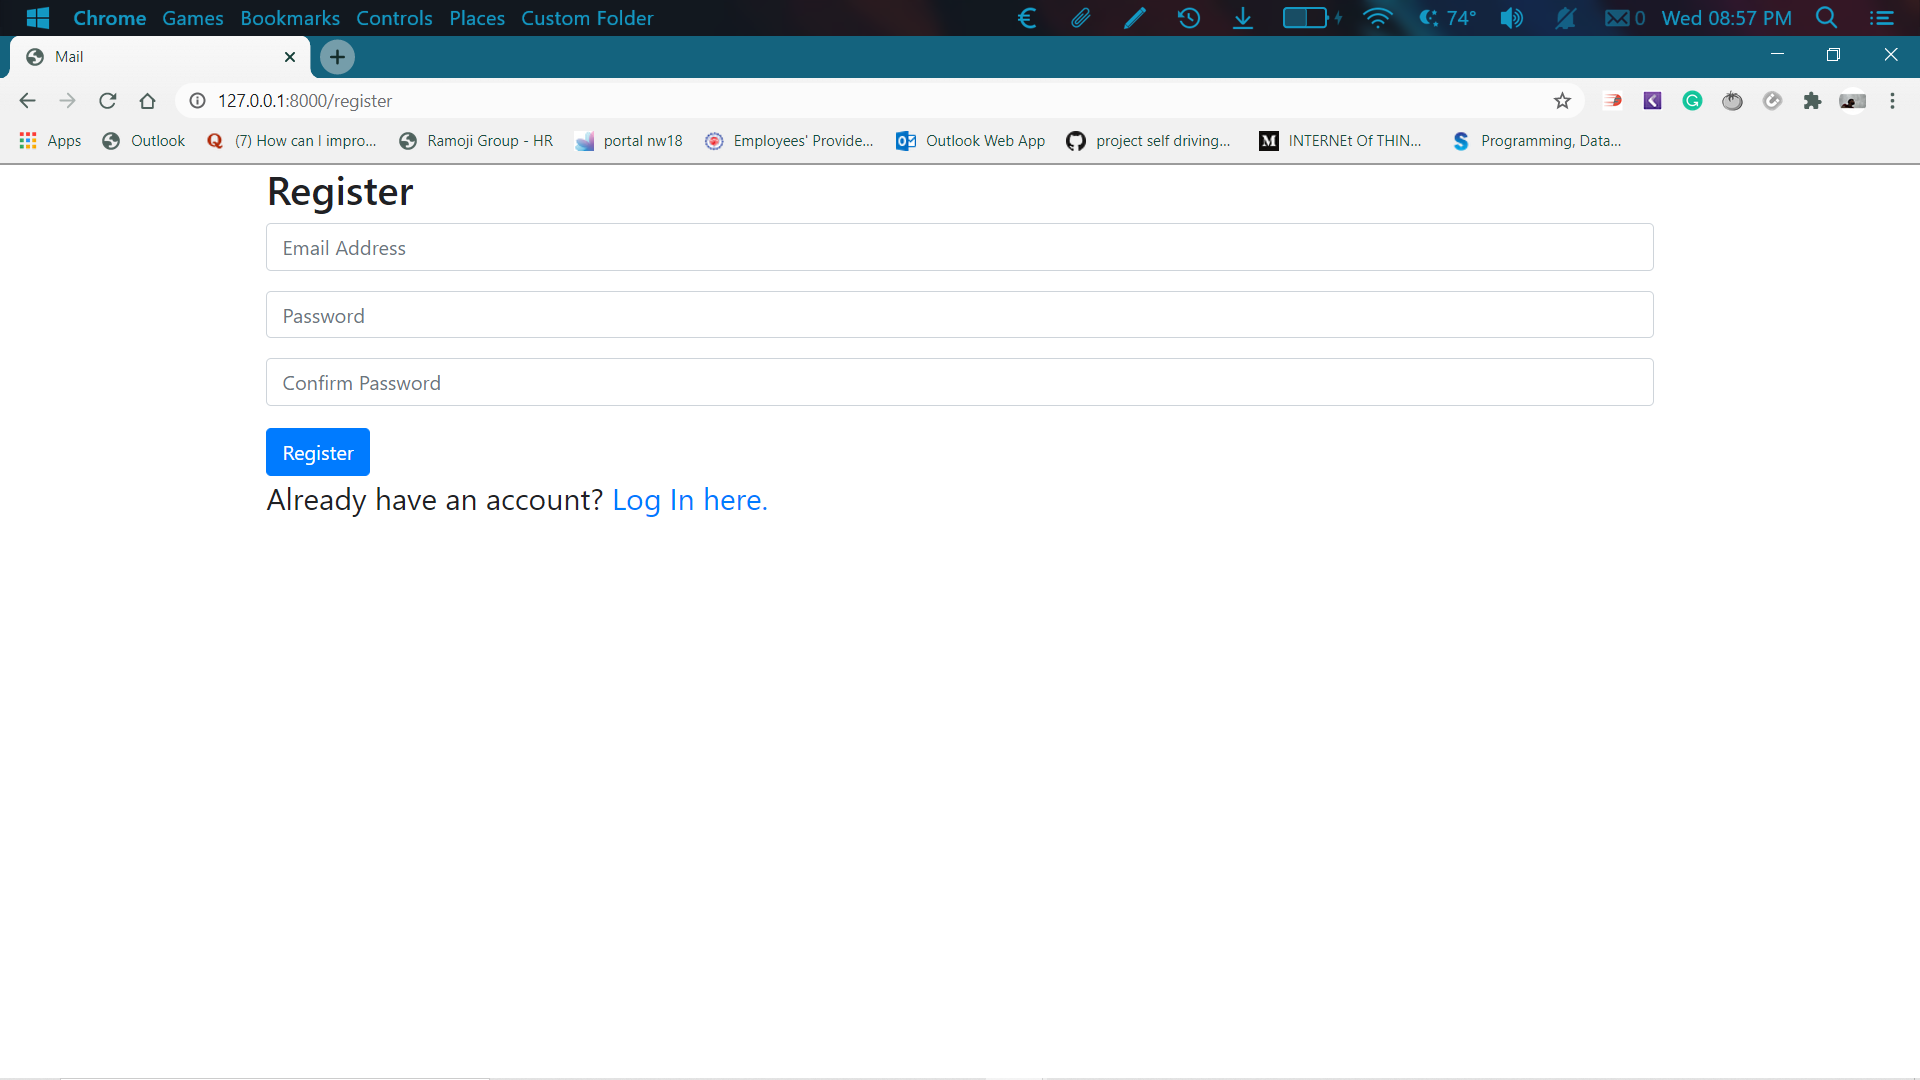 Chrome Games Bookmarks Controls Places Custom Folder 74° 0 Wed 08:57 PM
Mail
127.0.0.1:8000/register
Apps Outlook (7) How can I impro... Ramoji Group - HR portal nw18 Employees' Provide... Outlook Web App project self driving... INTERNEt Of THIN... Programming, Data...
Register
Email Address
Password
Confirm Password
Register
Already have an account? Log In here.